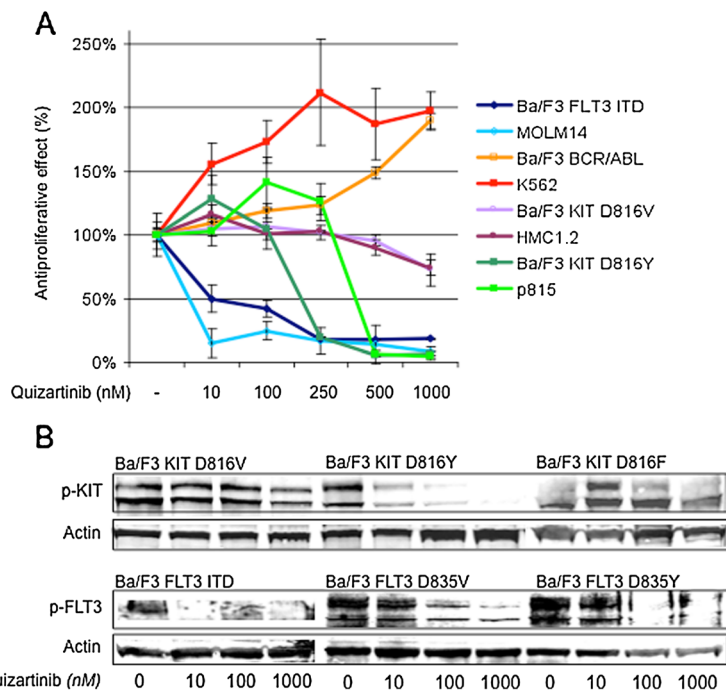 A
250%
200%
150%
100%
50%
0%
Antiproliferative effect (%)
Quizartinib (nM) - 10 100 250 500 1000
Ba/F3 FLT3 ITD
MOLM14
Ba/F3 BCR/ABL
K562
Ba/F3 KIT D816V
HMC1.2
Ba/F3 KIT D816Y
p815
B
Ba/F3 KIT D816V Ba/F3 KIT D816Y Ba/F3 KIT D816F
p-KIT
Actin
Ba/F3 FLT3 ITD Ba/F3 FLT3 D835V Ba/F3 FLT3 D835Y
p-FLT3
Actin
uizartinib (nM) 0 10 100 1000 0 10 100 1000 0 10 100 1000